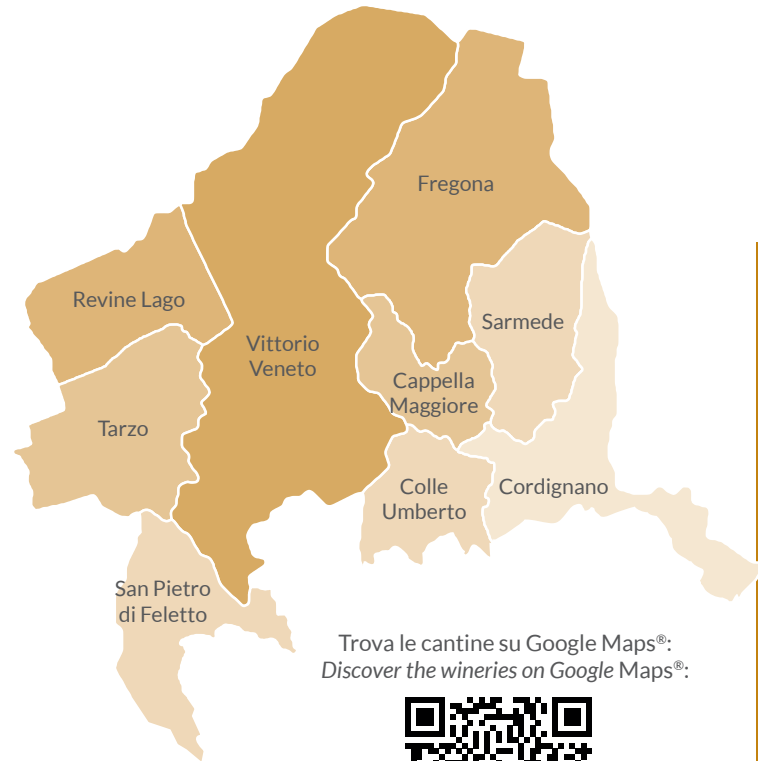 Fregona
Revine Lago
Sarmede
Vittorio
Veneto
Cappella
Maggiore
Tarzo
Colle
Umberto
Cordignano
San Pietro
di Feletto
Trova le cantine su Google Maps®:
Discover the wineries on Google Maps®: